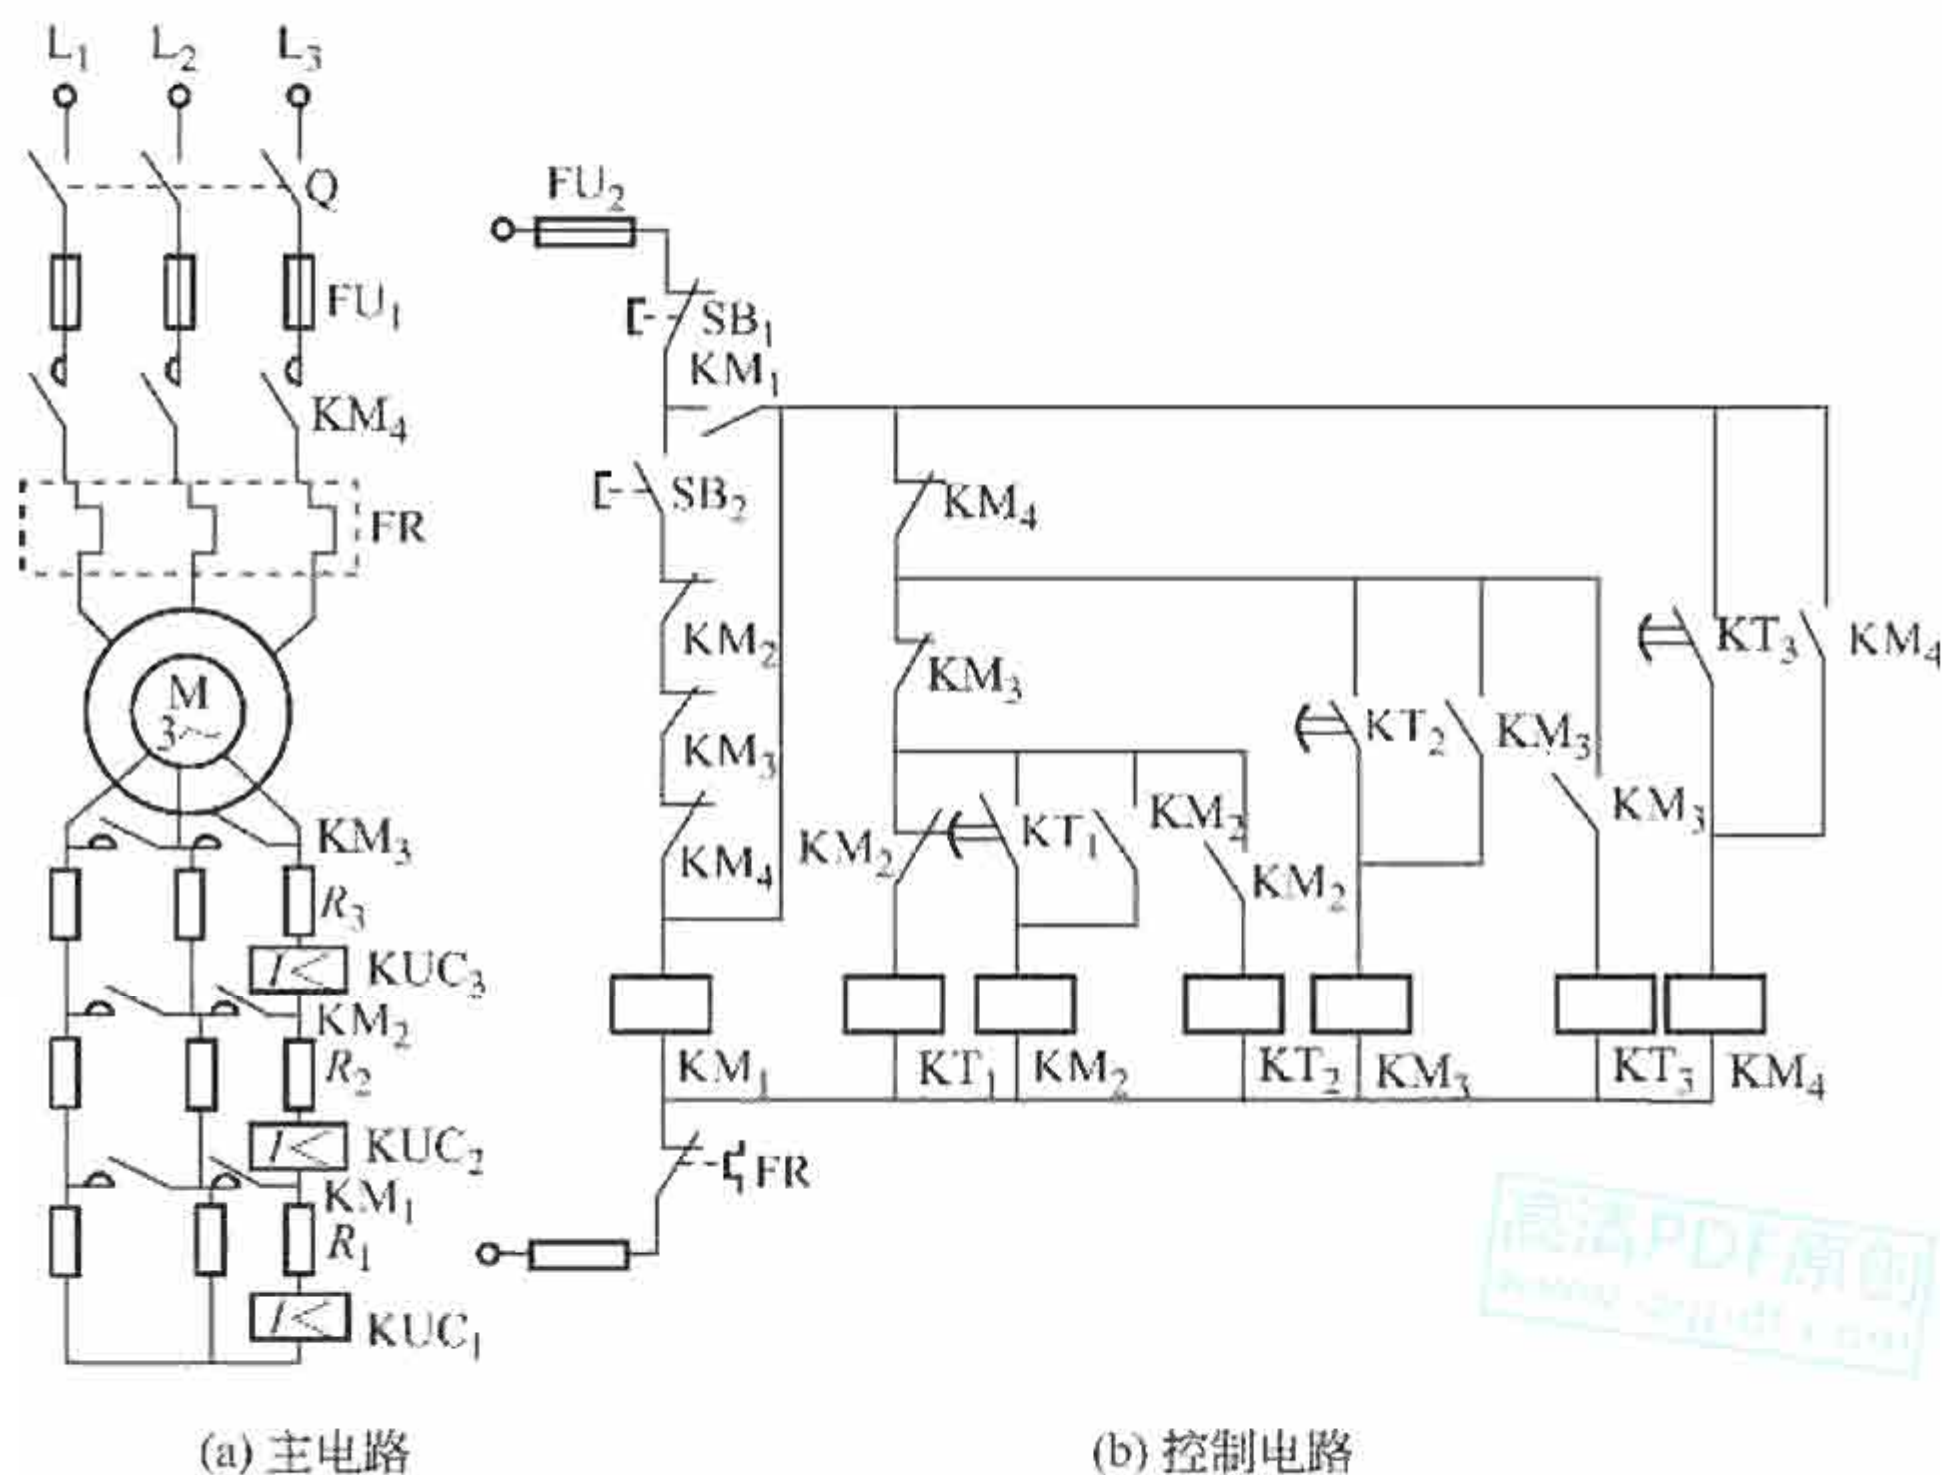 L₁ L₂ L₃
Q
FU₁
KM₄
FR
M
3~
KM₃
R₃
I< KUC₃
KM₂
R₂
I< KUC₂
KM₁
R₁
I< KUC₁
(a) 主电路
FU₂
SB₁
KM₁
SB₂
KM₄
KM₂
KM₃
KM₃
KT₃ KM₄
KT₂ KM₃
KM₄
KM₂
KT₁
KM₂
KM₂
KM₃
KM₁ KT₁ KM₂ KT₂ KM₃ KT₃ KM₄
FR
(b) 控制电路